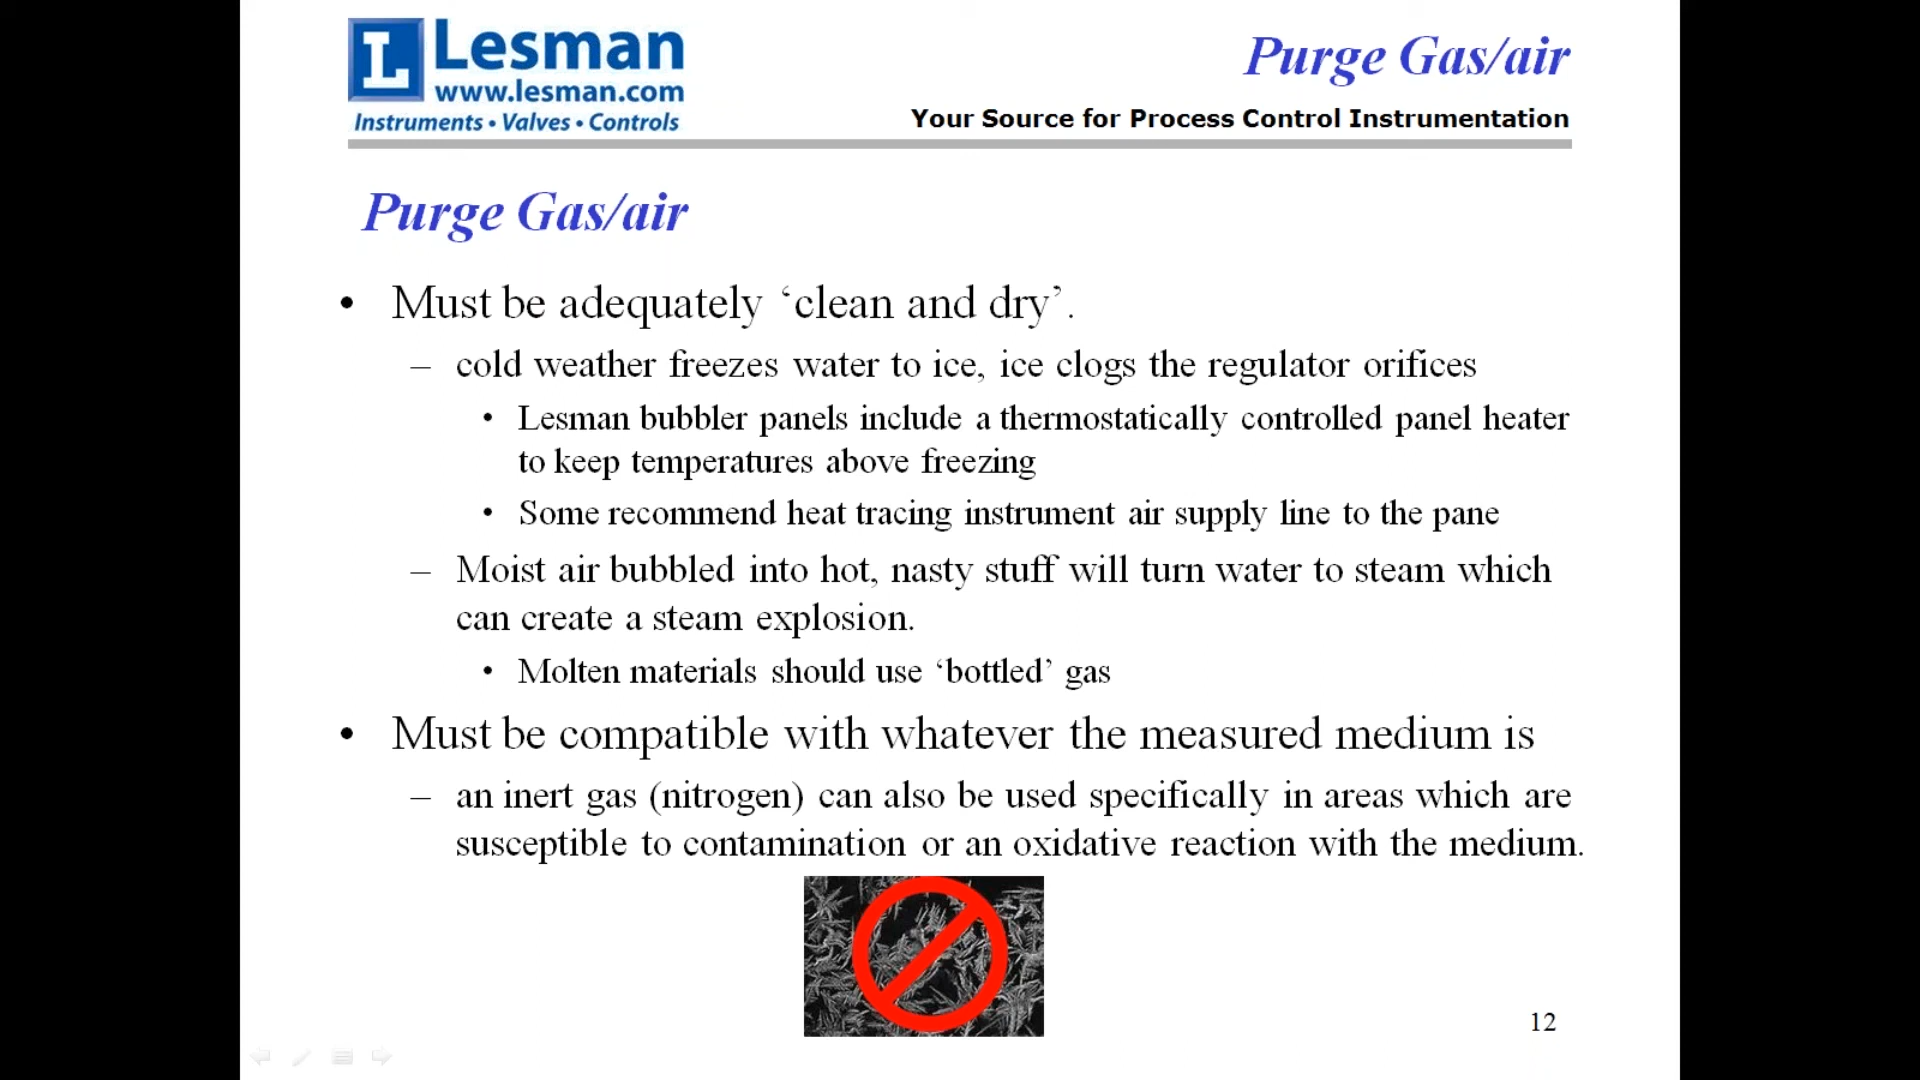 L Lesman
www.lesman.com
Instruments • Valves • Controls
Purge Gas/air
Your Source for Process Control Instrumentation
Purge Gas/air
• Must be adequately ‘clean and dry’.
– cold weather freezes water to ice, ice clogs the regulator orifices
• Lesman bubbler panels include a thermostatically controlled panel heater
to keep temperatures above freezing
• Some recommend heat tracing instrument air supply line to the pane
– Moist air bubbled into hot, nasty stuff will turn water to steam which
can create a steam explosion.
• Molten materials should use ‘bottled’ gas
• Must be compatible with whatever the measured medium is
– an inert gas (nitrogen) can also be used specifically in areas which are
susceptible to contamination or an oxidative reaction with the medium.
12